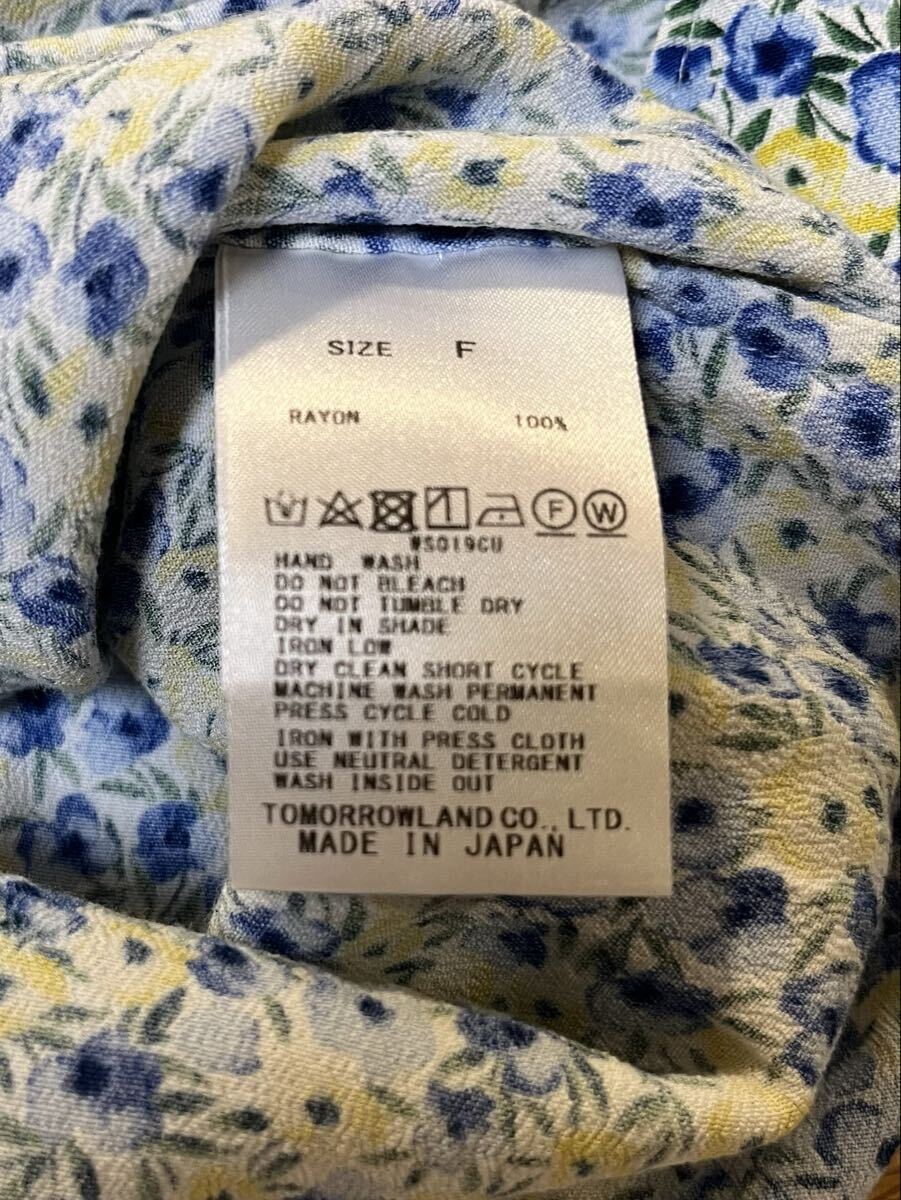 SIZE F
RAYON 100%
F W
WS019CU
HAND WASH
DO NOT BLEACH
DO NOT TUMBLE DRY
DRY IN SHADE
IRON LOW
DRY CLEAN SHORT CYCLE
MACHINE WASH PERMANENT
PRESS CYCLE COLD
IRON WITH PRESS CLOTH
USE NEUTRAL DETERGENT
WASH INSIDE OUT
TOMORROWLAND CO., LTD.
MADE IN JAPAN